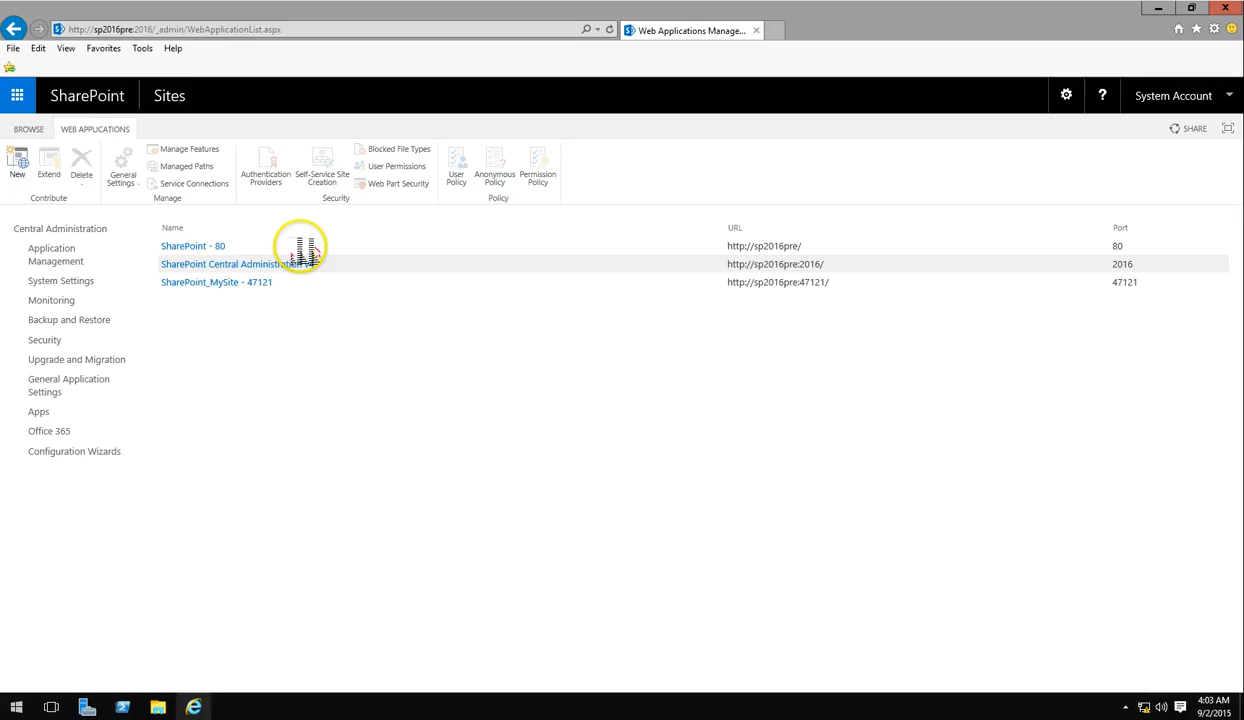 http://sp2016pre:2016/_admin/WebApplicationList.aspx
Web Applications Manage...
File Edit View Favorites Tools Help
SharePoint Sites
System Account
BROWSE WEB APPLICATIONS
SHARE
New
Extend
Delete
Contribute
General Settings
Manage Features
Managed Paths
Service Connections
Manage
Authentication Providers
Self-Service Site Creation
Blocked File Types
User Permissions
Web Part Security
Security
User Policy
Anonymous Policy
Permission Policy
Policy
Central Administration
Application
Management
System Settings
Monitoring
Backup and Restore
Security
Upgrade and Migration
General Application
Settings
Apps
Office 365
Configuration Wizards
Name URL Port
SharePoint - 80 http://sp2016pre/ 80
SharePoint Central Administration v4 http://sp2016pre:2016/ 2016
SharePoint_MySite - 47121 http://sp2016pre:47121/ 47121
4:03 AM
9/2/2015